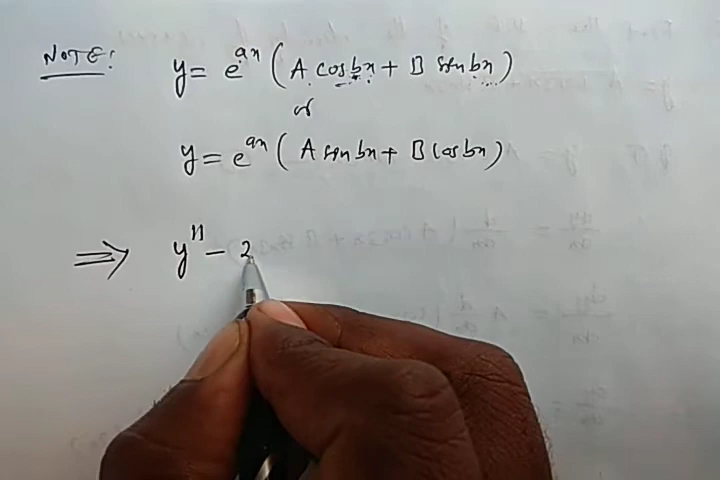 NOTE: y = e^{ax} ( A cos bx + B sin bx )
or
y = e^{ax} ( A sin bx + B cos bx )
⇒ y'' - 2